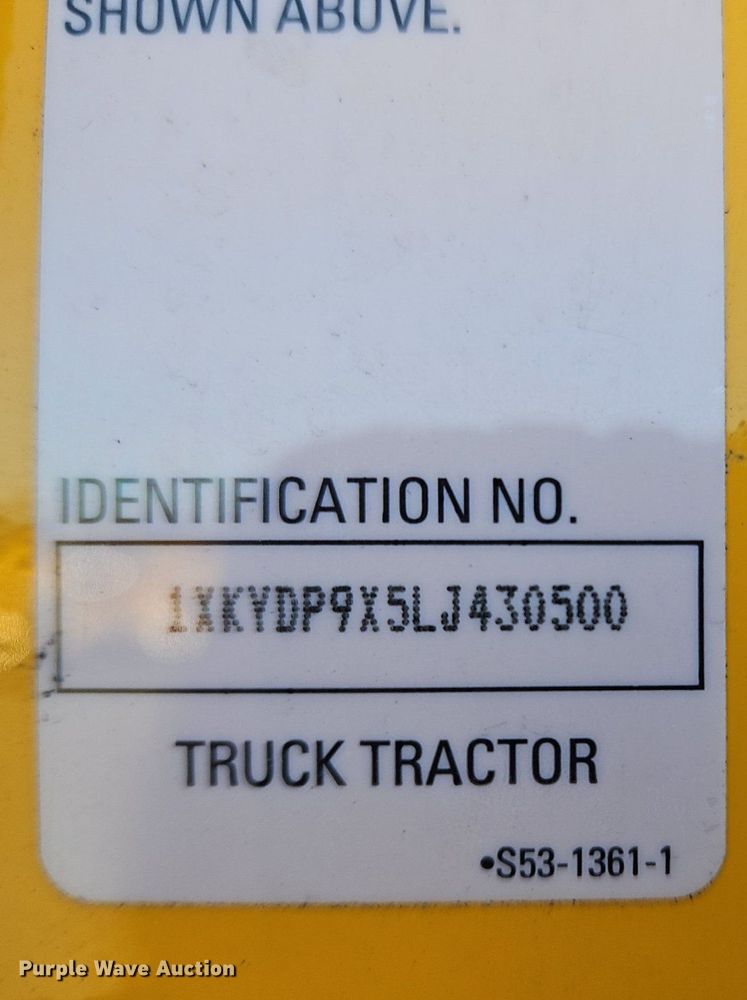 SHOWN ABOVE.
IDENTIFICATION NO.
1XKYDP9X5LJ430500
TRUCK TRACTOR
•S53-1361-1
Purple Wave Auction